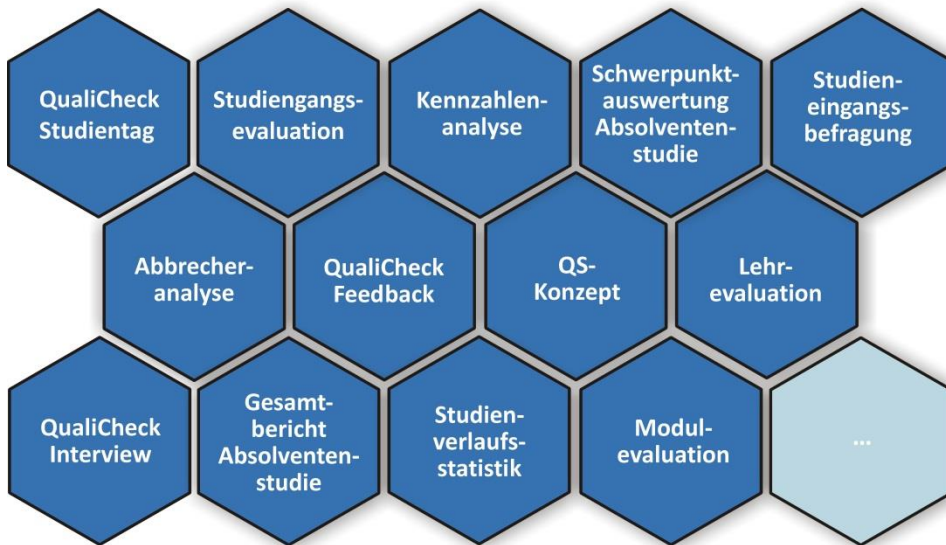 QualiCheck
Studientag
Studiengangs-
evaluation
Kennzahlen-
analyse
Schwerpunkt-
auswertung
Absolventen-
studie
Studien-
eingangs-
befragung
Abbrecher-
analyse
QualiCheck
Feedback
QS-
Konzept
Lehr-
evaluation
QualiCheck
Interview
Gesamt-
bericht
Absolventen-
studie
Studien-
verlaufs-
statistik
Modul-
evaluation
...